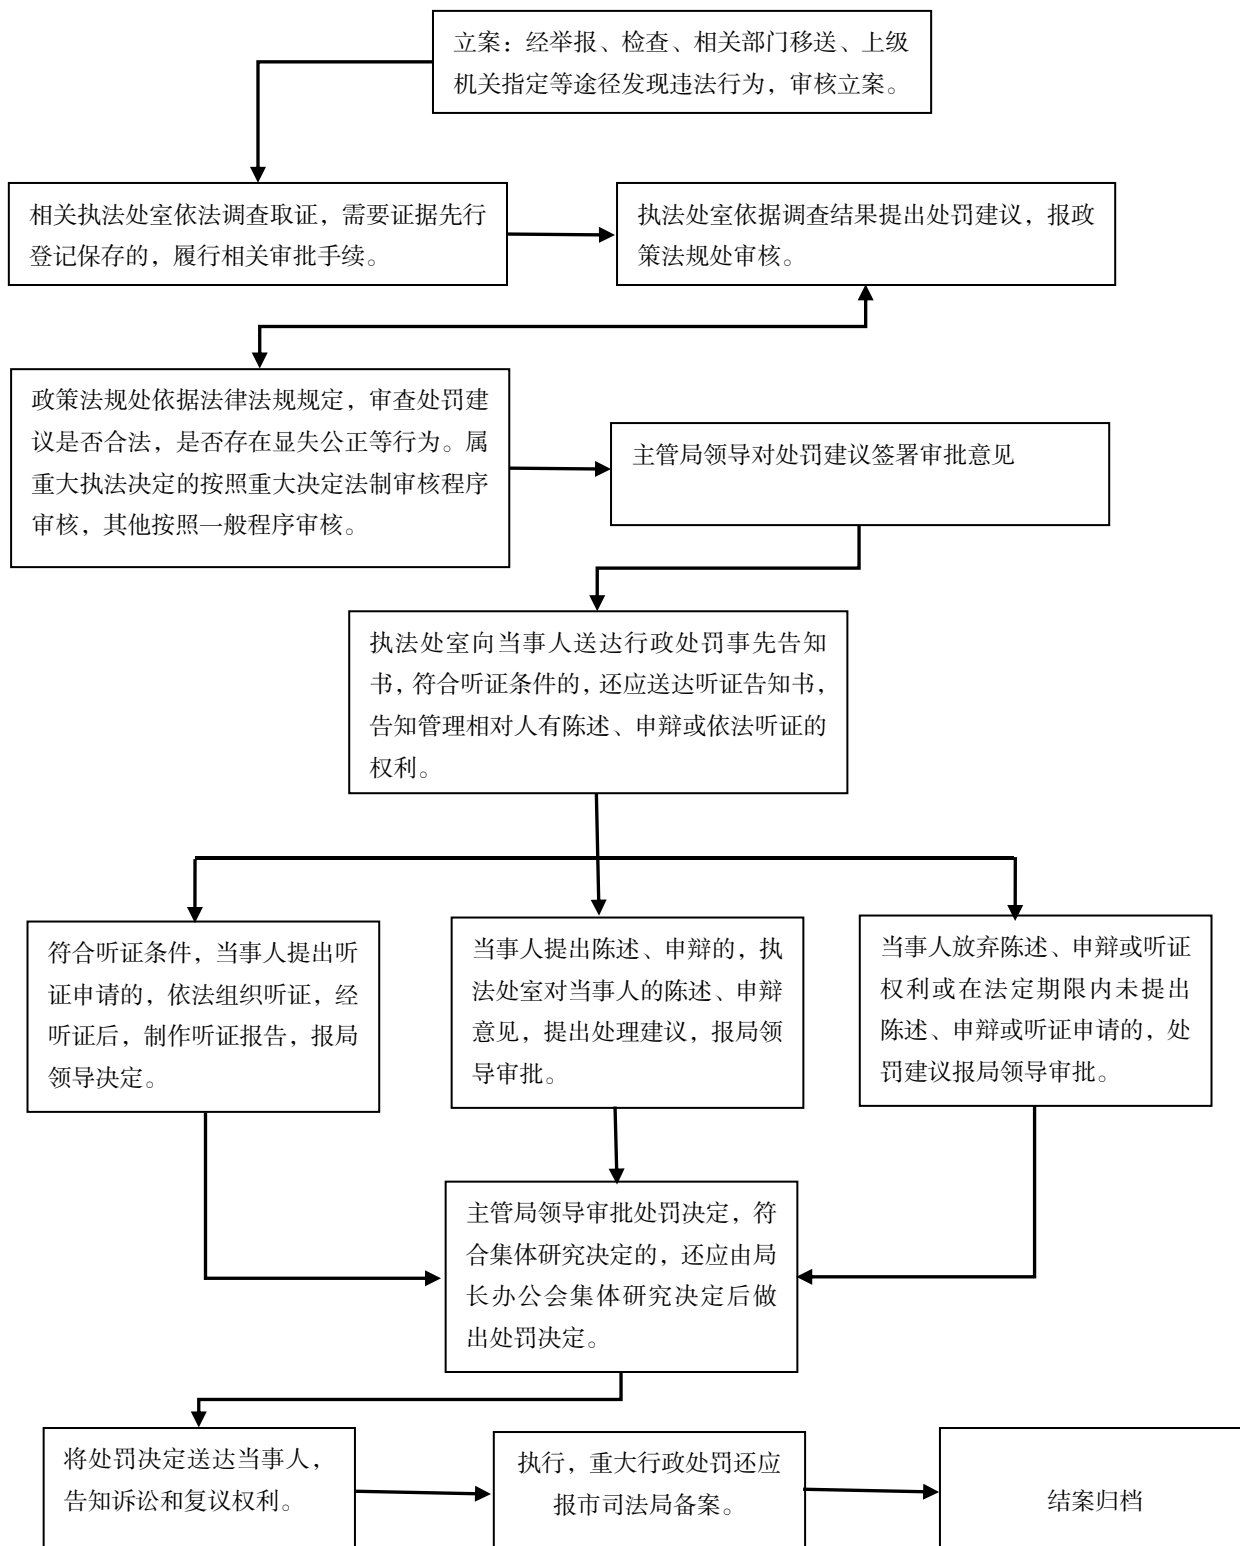 立案：经举报、检查、相关部门移送、上级
机关指定等途径发现违法行为，审核立案。
相关执法处室依法调查取证，需要证据先行
登记保存的，履行相关审批手续。
执法处室依据调查结果提出处罚建议，报政
策法规处审核。
政策法规处依据法律法规规定，审查处罚建
议是否合法，是否存在显失公正等行为。属
重大执法决定的按照重大决定法制审核程序
审核，其他按照一般程序审核。
主管局领导对处罚建议签署审批意见
执法处室向当事人送达行政处罚事先告知
书，符合听证条件的，还应送达听证告知书，
告知管理相对人有陈述、申辩或依法听证的
权利。
符合听证条件，当事人提出听
证申请的，依法组织听证，经
听证后，制作听证报告，报局
领导决定。
当事人提出陈述、申辩的，执
法处室对当事人的陈述、申辩
意见，提出处理建议，报局领
导审批。
当事人放弃陈述、申辩或听证
权利或在法定期限内未提出
陈述、申辩或听证申请的，处
罚建议报局领导审批。
主管局领导审批处罚决定，符
合集体研究决定的，还应由局
长办公会集体研究决定后做
出处罚决定。
将处罚决定送达当事人，
告知诉讼和复议权利。
执行，重大行政处罚还应
报市司法局备案。
结案归档